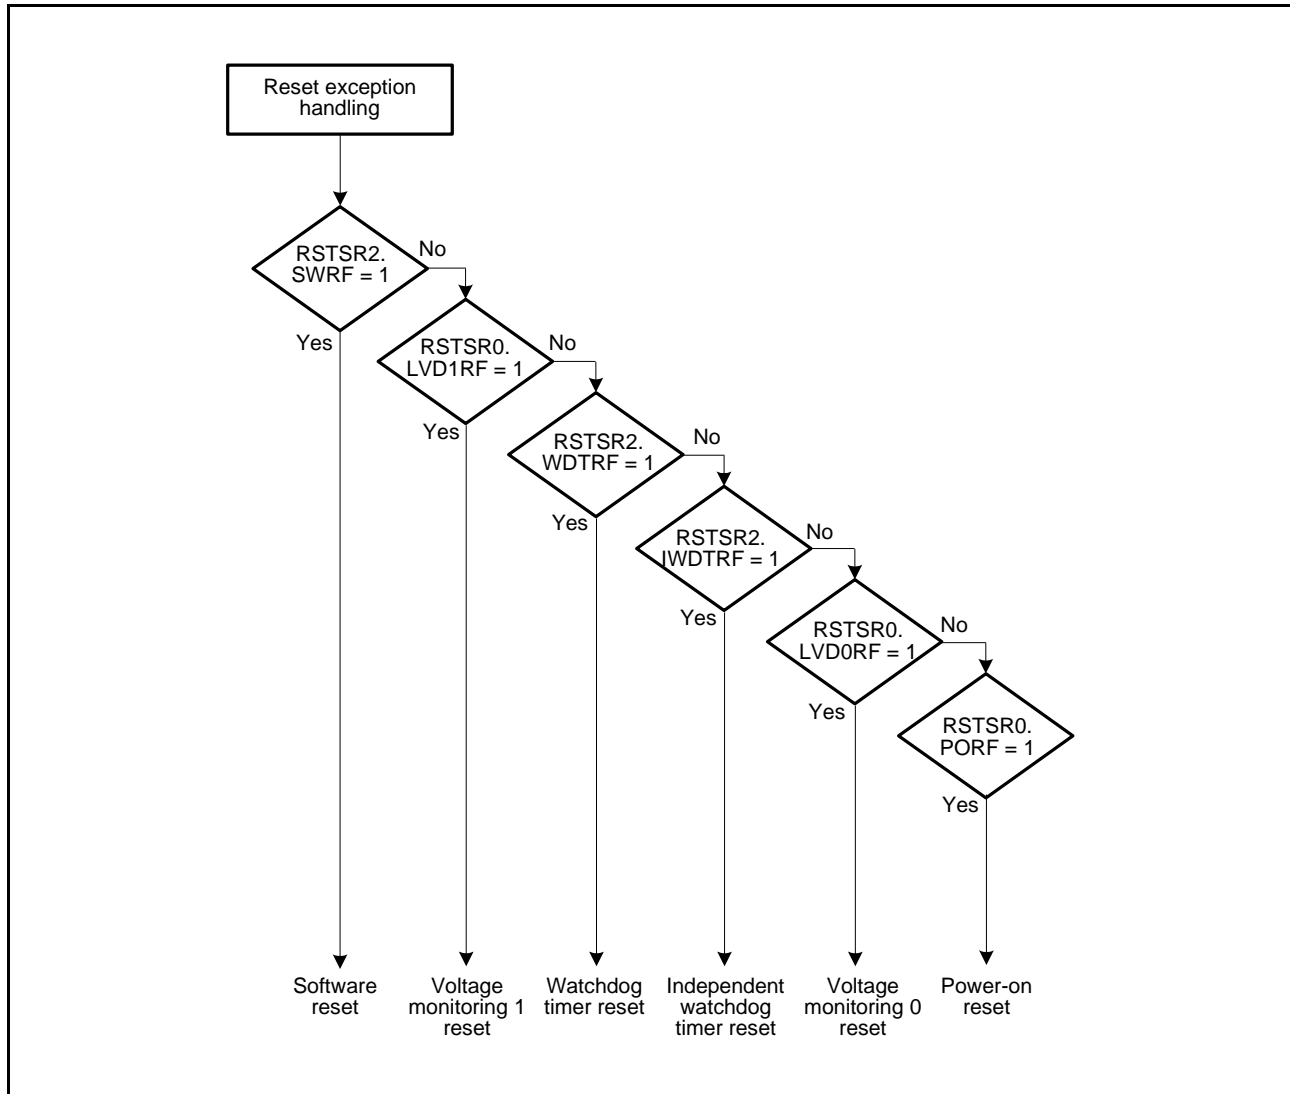 Reset exception
handling
RSTSR2.
SWRF = 1
No
Yes
RSTSR0.
LVD1RF = 1
No
Yes
RSTSR2.
WDTRF = 1
No
Yes
RSTSR2.
IWDTRF = 1
No
Yes
RSTSR0.
LVD0RF = 1
No
Yes
RSTSR0.
PORF = 1
Yes
Software
reset
Voltage
monitoring 1
reset
Watchdog
timer reset
Independent
watchdog
timer reset
Voltage
monitoring 0
reset
Power-on
reset